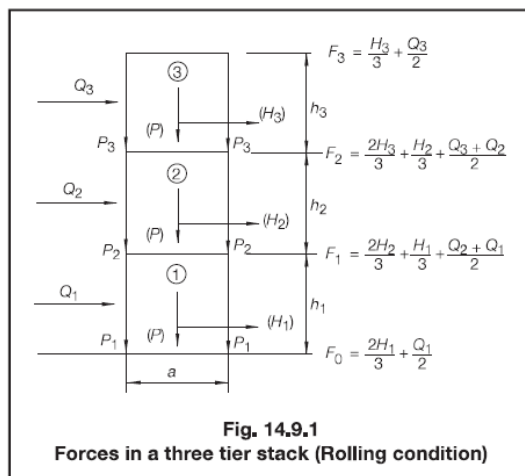 F3 = H3/3 + Q3/2
③
Q3
(P)
(H3)
h3
P3
P3
F2 = 2H3/3 + H2/3 + (Q3 + Q2)/2
②
Q2
(P)
(H2)
h2
P2
P2
F1 = 2H2/3 + H1/3 + (Q2 + Q1)/2
①
Q1
(P)
(H1)
h1
P1
P1
F0 = 2H1/3 + Q1/2
a
Fig. 14.9.1
Forces in a three tier stack (Rolling condition)